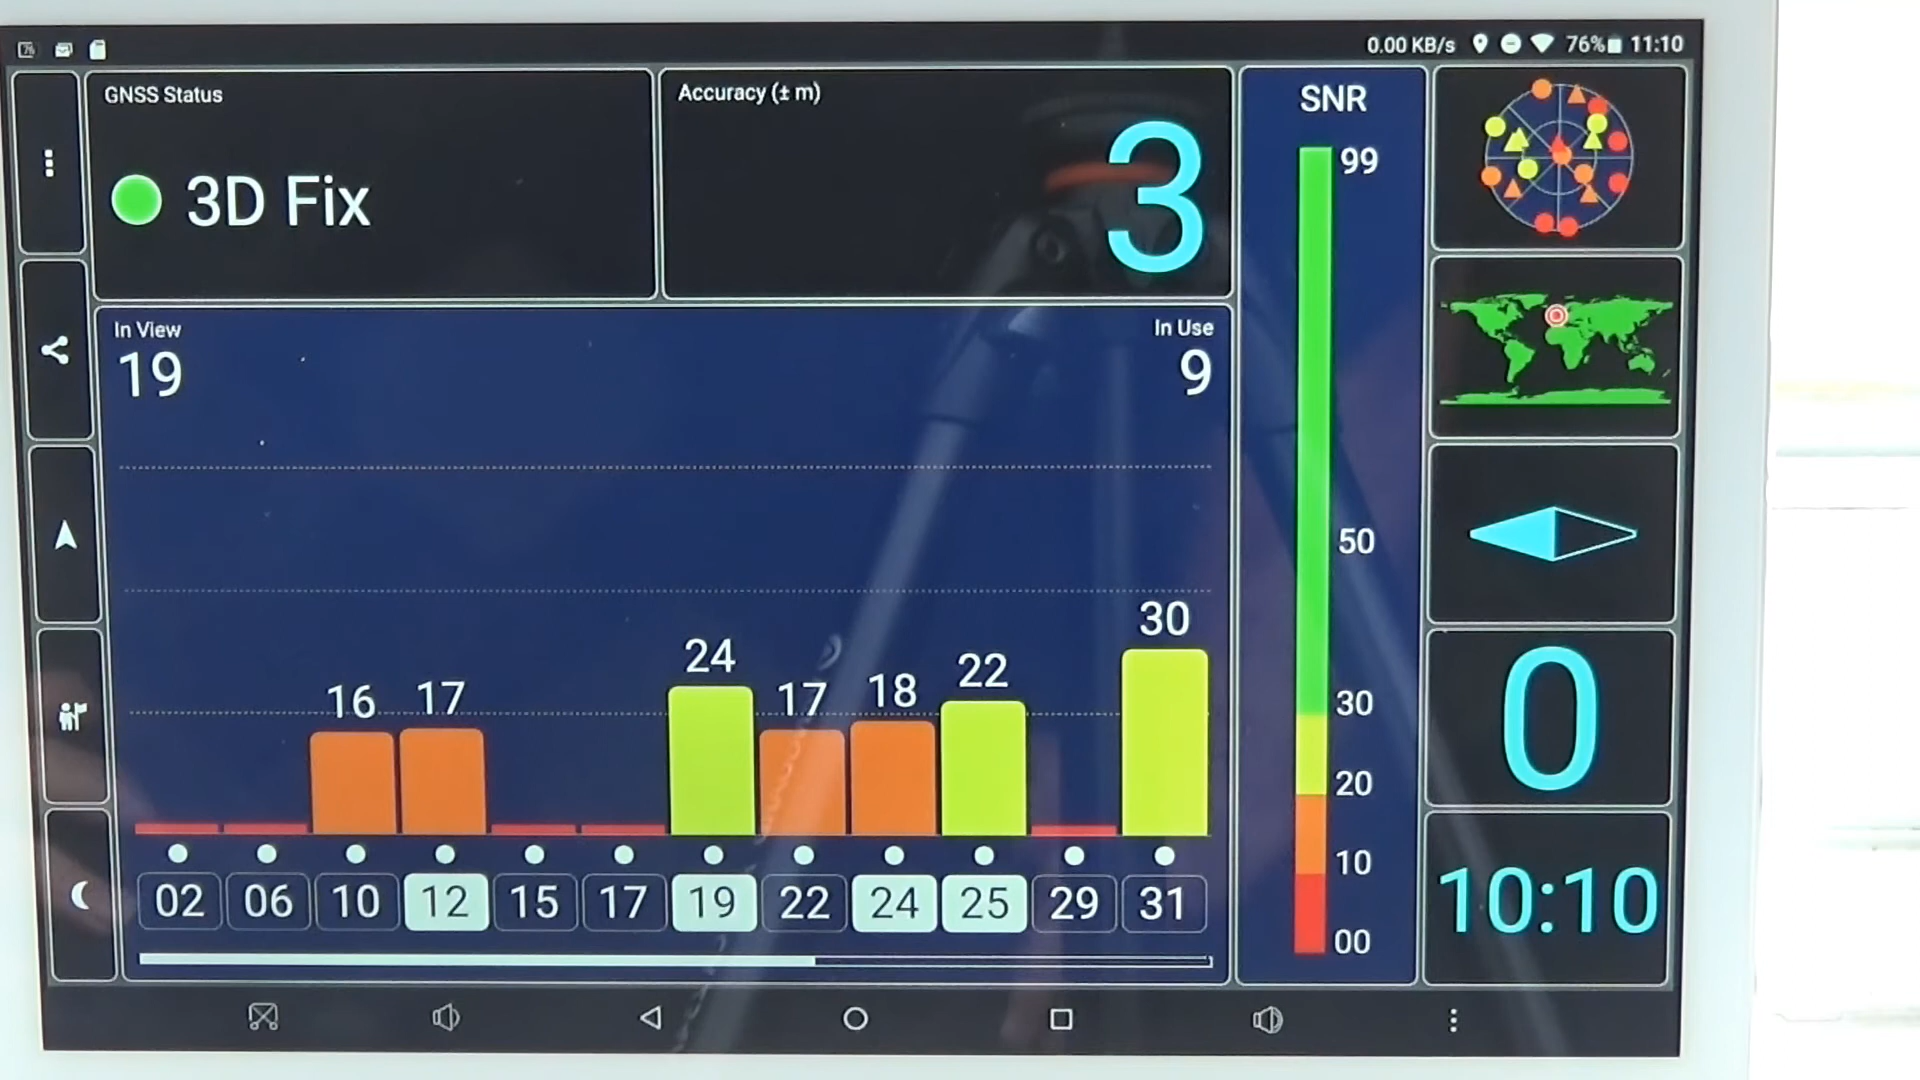 0.00 KB/s 76% 11:10
GNSS Status
3D Fix
Accuracy (± m)
3
In View
19
In Use
9
16 17 24 17 18 22 30
02 06 10 12 15 17 19 22 24 25 29 31
SNR
99
50
30
20
10
00
0
10:10